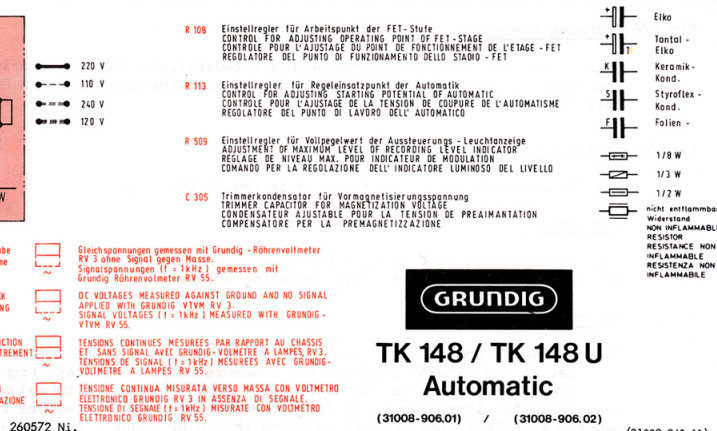 220 V
110 V
240 V
120 V
W
R 108
Einstellregler für Arbeitspunkt der FET-Stufe
CONTROL FOR ADJUSTING OPERATING POINT OF FET-STAGE
CONTROLE POUR L'AJUSTAGE DU POINT DE FONCTIONNEMENT DE L'ETAGE - FET
REGOLATORE DEL PUNTO DI FUNZIONAMENTO DELLO STADIO - FET
R 113
Einstellregler für Regeleinsatzpunkt der Automatik
CONTROL FOR ADJUSTING STARTING POTENTIAL OF AUTOMATIC
CONTROLE POUR L'AJUSTAGE DE LA TENSION DE COUPURE DE L'AUTOMATISME
REGOLATORE DEL PUNTO DI LAVORO DELL' AUTOMATICO
R 509
Einstellregler für Vollpegelwert der Aussteuerungs - Leuchtanzeige
ADJUSTMENT OF MAXIMUM LEVEL OF RECORDING LEVEL INDICATOR
REGLAGE DE NIVEAU MAX. POUR INDICATEUR DE MODULATION
COMANDO PER LA REGOLAZIONE DELL' INDICATORE LUMINOSO DEL LIVELLO
C 305
Trimmerkondensator für Vormagnetisierungsspannung
TRIMMER CAPACITOR FOR MAGNETIZATION VOLTAGE
CONDENSATEUR AJUSTABLE POUR LA TENSION DE PREAIMANTATION
COMPENSATORE PER LA PREMAGNETIZZAZIONE
+ Elko
+ T Tantal -
Elko
K Keramik -
Kond.
S Styroflex -
Kond.
F Folien -
1/8 W
1/3 W
1/2 W
nicht entflammbar
Widerstand
NON INFLAMMABLE
RESISTOR
RESISTANCE NON
INFLAMMABLE
RESISTENZA NON
INFLAMMABILE
Gleichspannungen gemessen mit Grundig - Röhrenvoltmeter
RV 3 ohne Signal gegen Masse.
Signalspannungen (f = 1kHz) gemessen mit
Grundig Röhrenvolmeter RV 55.
DC VOLTAGES MEASURED AGAINST GROUND AND NO SIGNAL
APPLIED WITH GRUNDIG VTVM RV 3.
SIGNAL VOLTAGES (f = 1kHz) MEASURED WITH GRUNDIG -
VTVM RV 55.
TENSIONS CONTINUES MESUREES PAR RAPPORT AU CHASSIS
ET SANS SIGNAL AVEC GRUNDIG-VOLMETRE A LAMPES, RV3.
TENSIONS DE SIGNAL (f = 1kHz) MESUREES AVEC GRUNDIG-
VOLTMETRE A LAMPES RV 55.
TENSIONE CONTINUA MISURATA VERSO MASSA CON VOLTMETRO
ELETTRONICO GRUNDIG RV 3 IN ASSENZA DI SEGNALE.
TENSIONE DI SEGNALE (f = 1kHz) MISURATE CON VOLTMETRO
ELETTRONICO GRUNDIG RV 55.
260572 Ni.
GRUNDIG
TK 148 / TK 148 U
Automatic
(31008-906.01) / (31008-906.02)